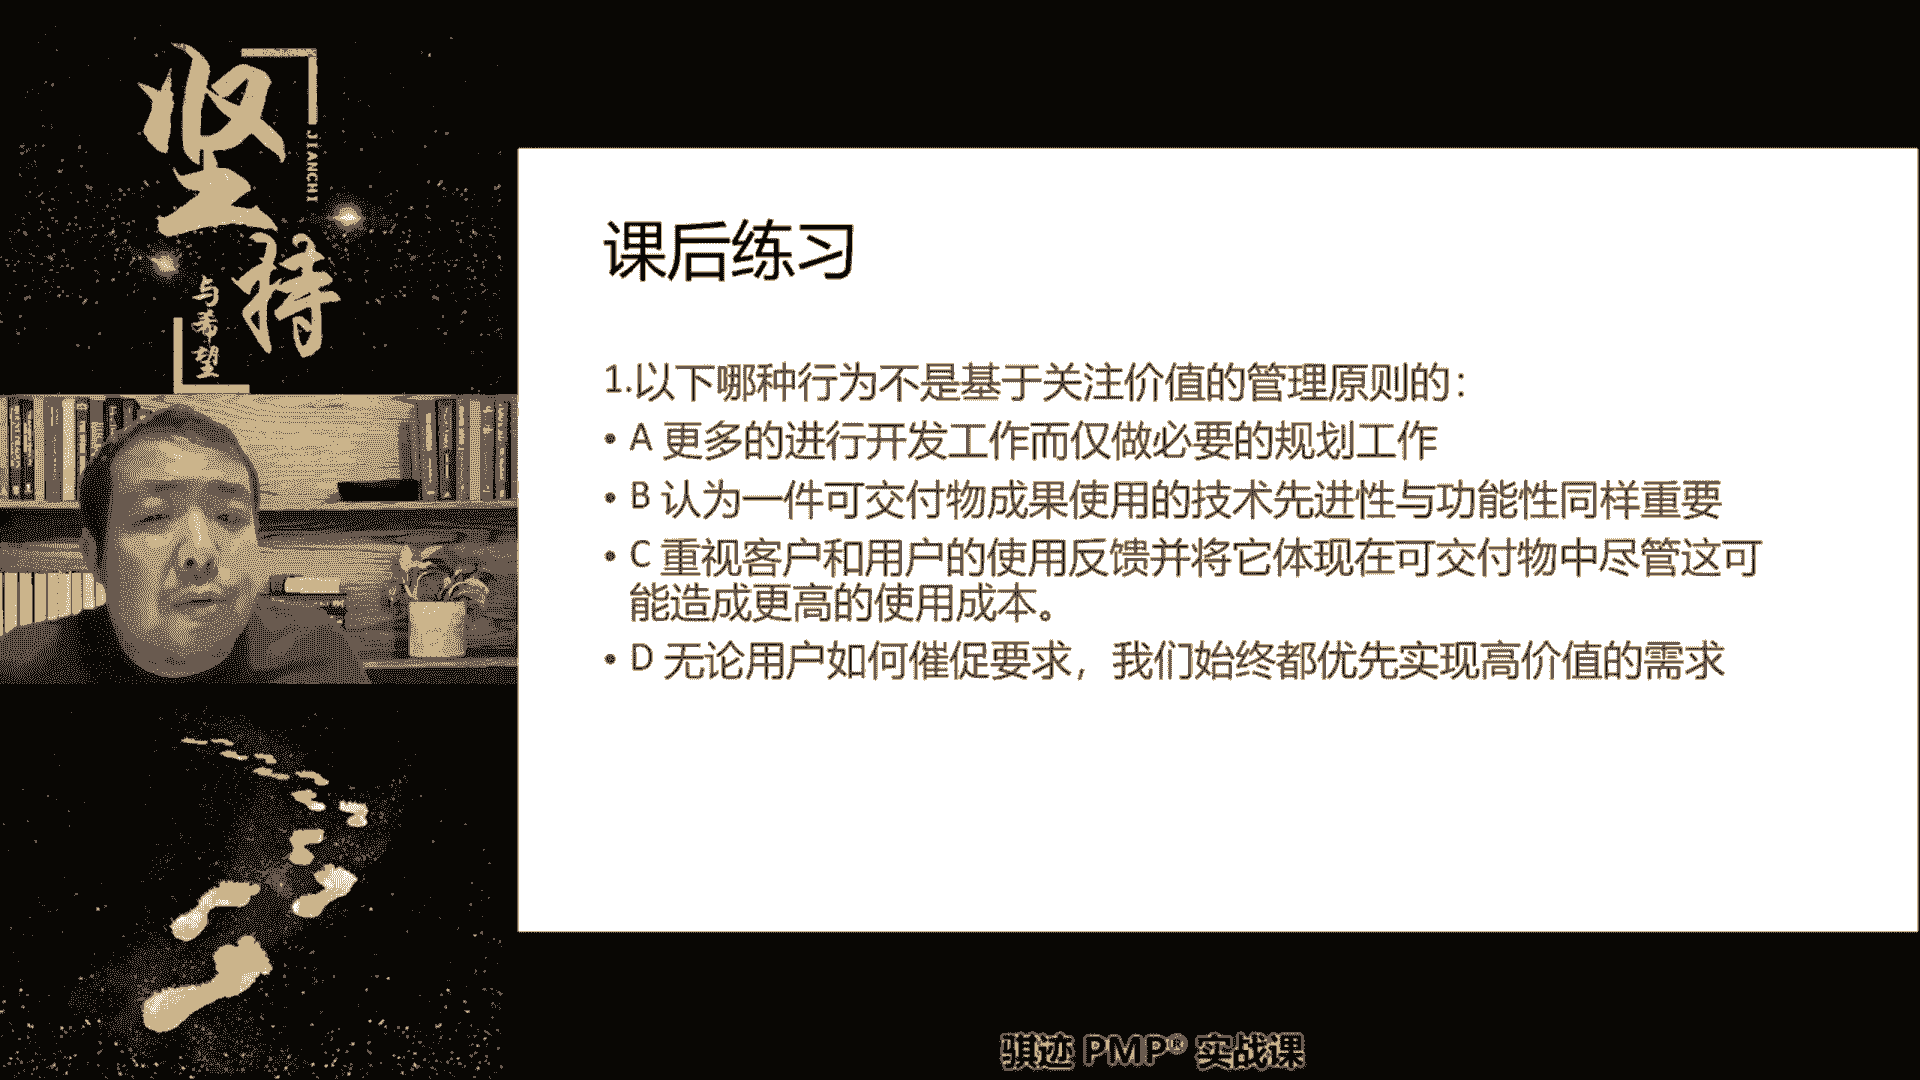 坚持
JIANCHI
与希望
课后练习
1.以下哪种行为不是基于关注价值的管理原则的：
• A 更多的进行开发工作而仅做必要的规划工作
• B 认为一件可交付物成果使用的技术先进性与功能性同样重要
• C 重视客户和用户的使用反馈并将它体现在可交付物中尽管这可
能造成更高的使用成本。
• D 无论用户如何催促要求，我们始终都优先实现高价值的需求
骐迹 PMP® 实战课